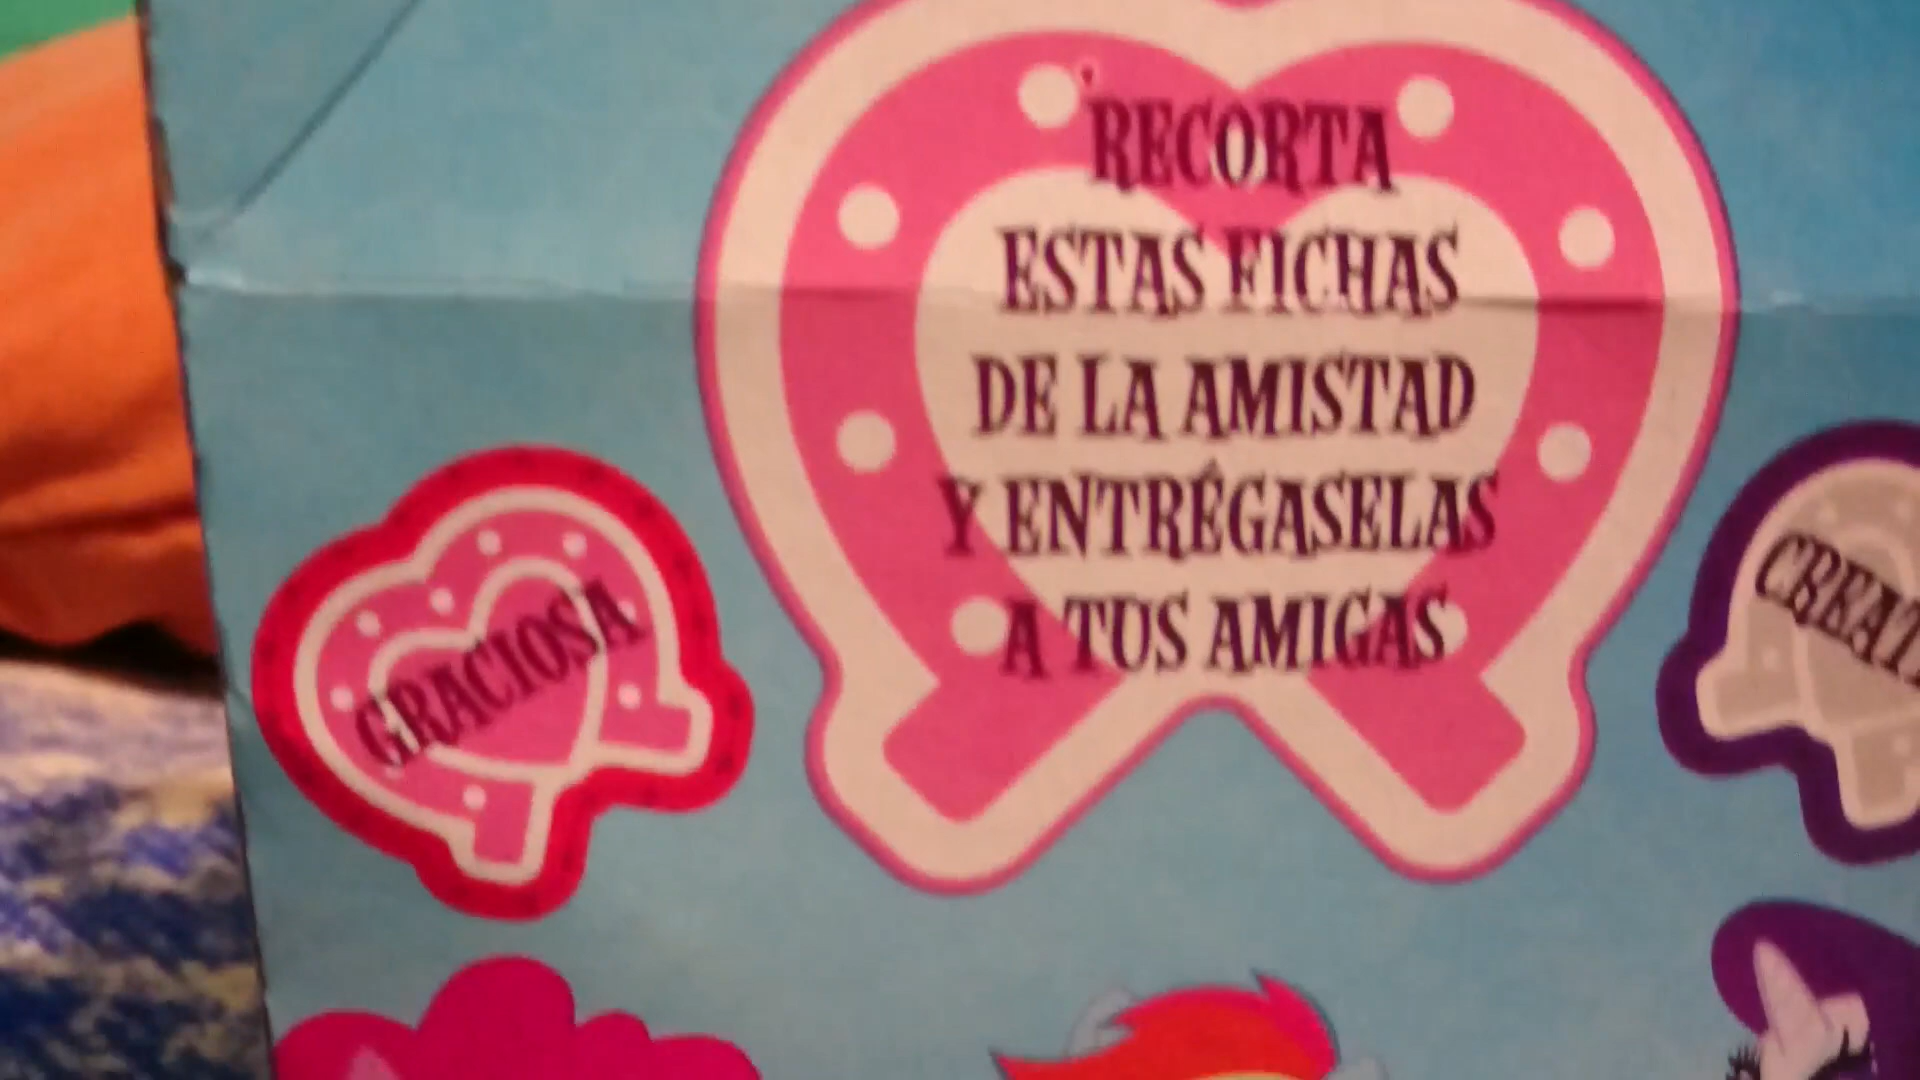 RECORTA
ESTAS FICHAS
DE LA AMISTAD
Y ENTRÉGASELAS
A TUS AMIGAS
GRACIOSA